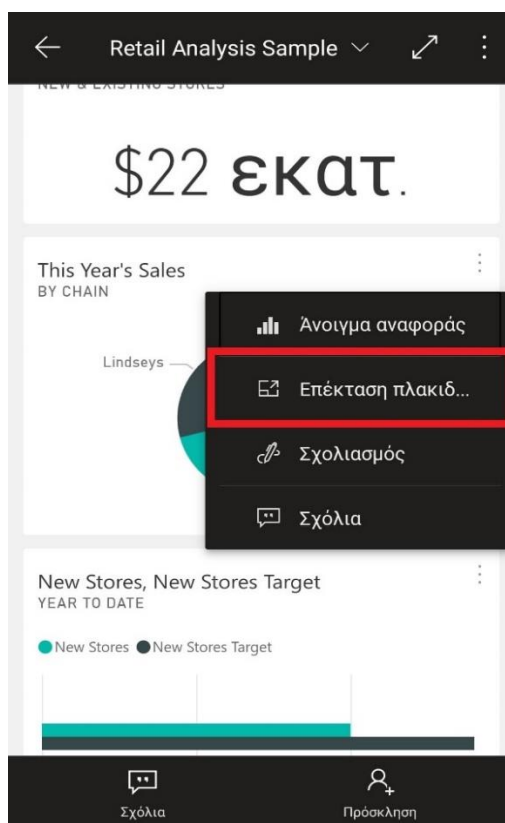 Retail Analysis Sample
NEW & EXISTING STORES
$22 εκατ.
This Year's Sales
BY CHAIN
Lindseys
Άνοιγμα αναφοράς
Επέκταση πλακιδ...
Σχολιασμός
Σχόλια
New Stores, New Stores Target
YEAR TO DATE
New Stores New Stores Target
Σχόλια Πρόσκληση